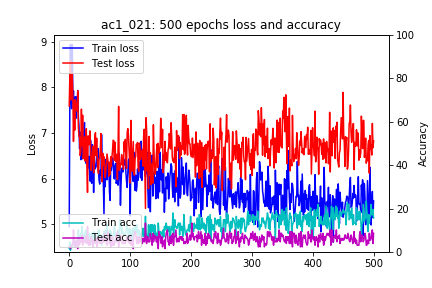 ac1_021: 500 epochs loss and accuracy
Train loss
Test loss
Train acc
Test acc
Loss
9
8
7
6
5
Accuracy
100
80
60
40
20
0
0
100
200
300
400
500